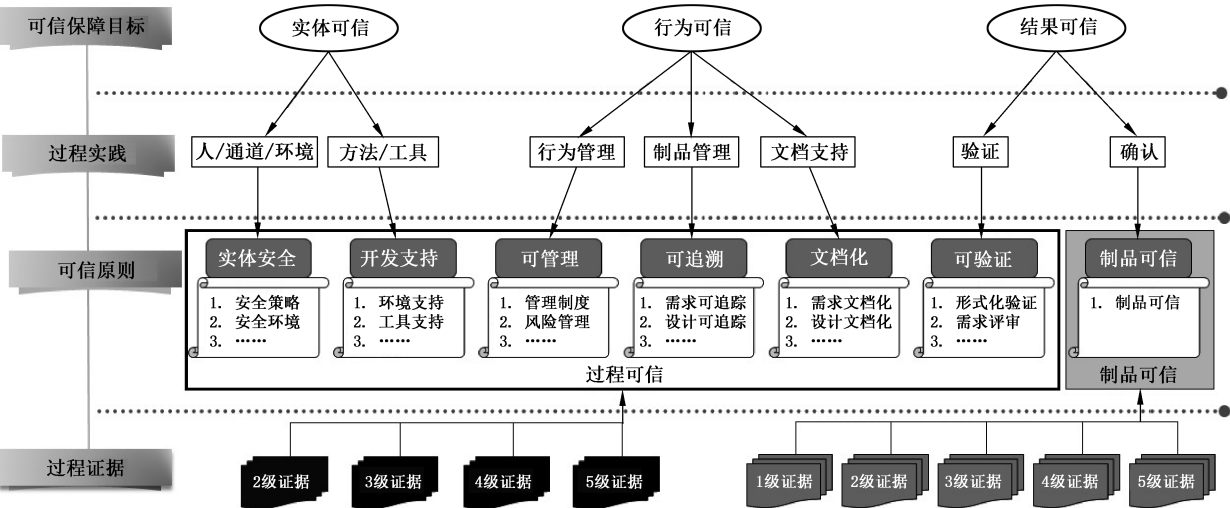 可信保障目标
实体可信
行为可信
结果可信
过程实践
人/通道/环境
方法/工具
行为管理
制品管理
文档支持
验证
确认
可信原则
实体安全
1. 安全策略
2. 安全环境
3. ……
开发支持
1. 环境支持
2. 工具支持
3. ……
可管理
1. 管理制度
2. 风险管理
3. ……
可追溯
1. 需求可追踪
2. 设计可追踪
3. ……
文档化
1. 需求文档化
2. 设计文档化
3. ……
可验证
1. 形式化验证
2. 需求评审
3. ……
制品可信
1. 制品可信
过程可信
制品可信
过程证据
2级证据
3级证据
4级证据
5级证据
1级证据
2级证据
3级证据
4级证据
5级证据